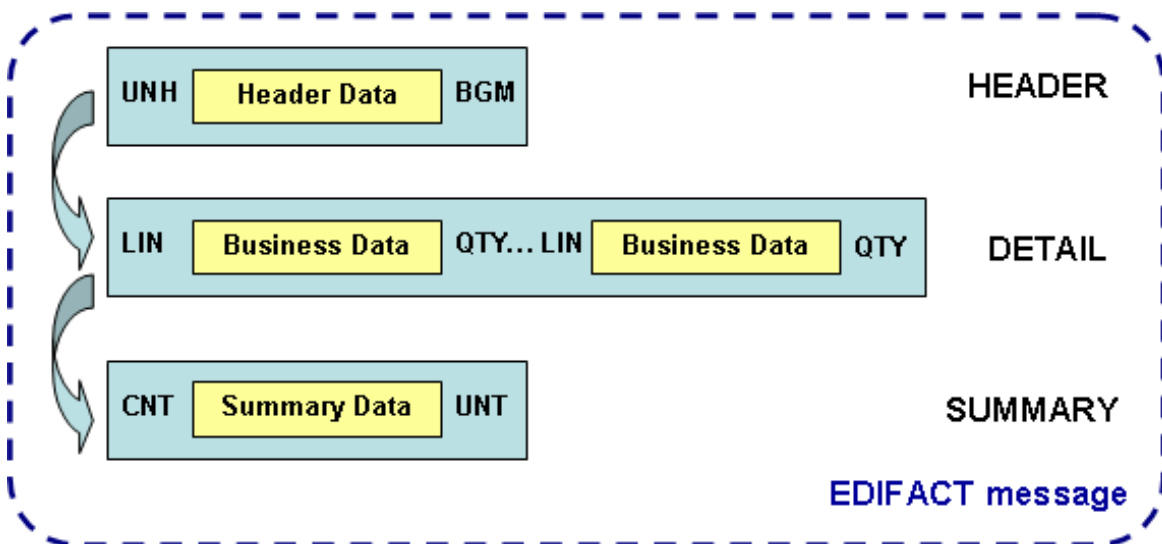 UNH Header Data BGM HEADER
LIN Business Data QTY... LIN Business Data QTY DETAIL
CNT Summary Data UNT SUMMARY
EDIFACT message